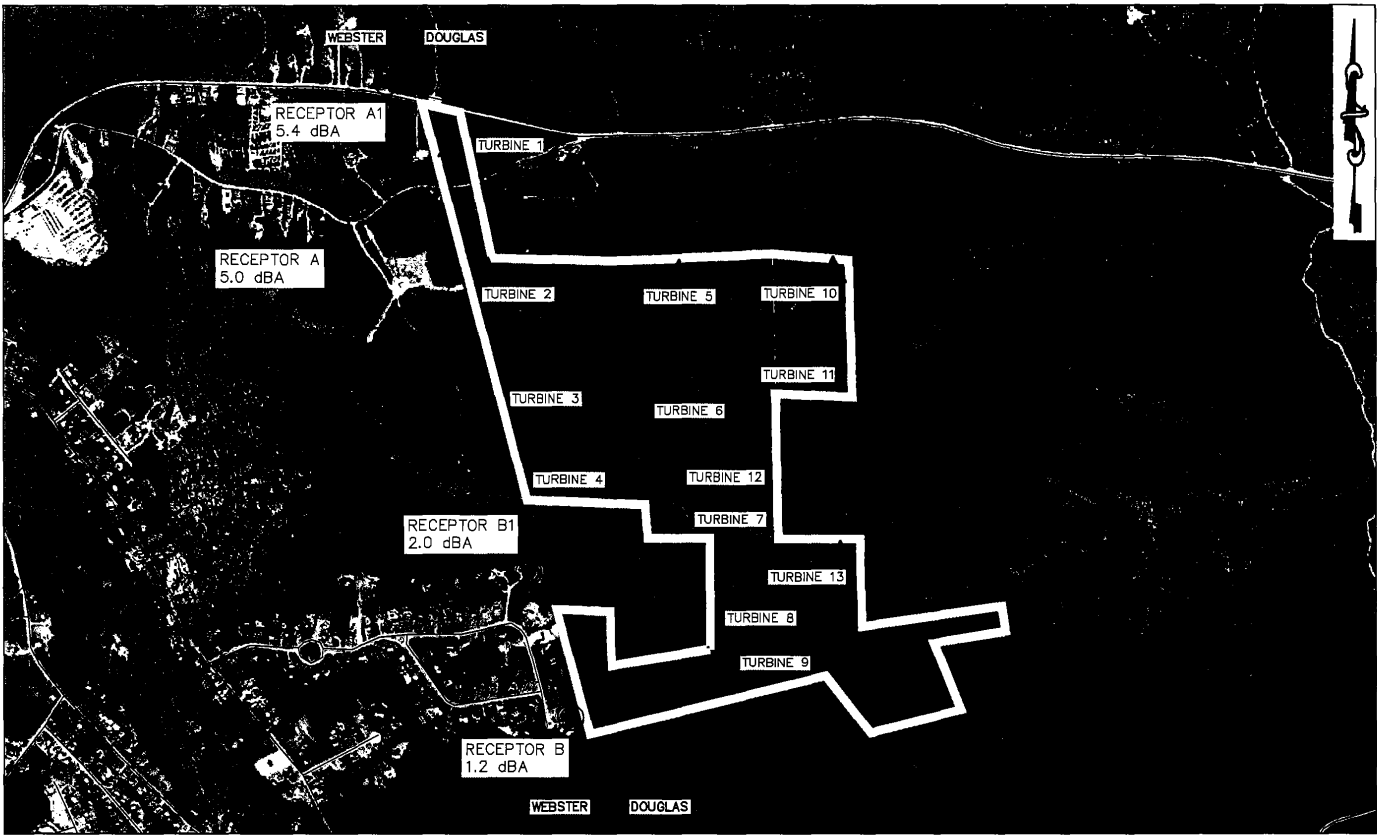 WEBSTER DOUGLAS
RECEPTOR A1
5.4 dBA
TURBINE 1
RECEPTOR A
5.0 dBA
TURBINE 2
TURBINE 5
TURBINE 10
TURBINE 11
TURBINE 3
TURBINE 6
TURBINE 4
TURBINE 12
TURBINE 7
RECEPTOR B1
2.0 dBA
TURBINE 13
TURBINE 8
TURBINE 9
RECEPTOR B
1.2 dBA
WEBSTER DOUGLAS